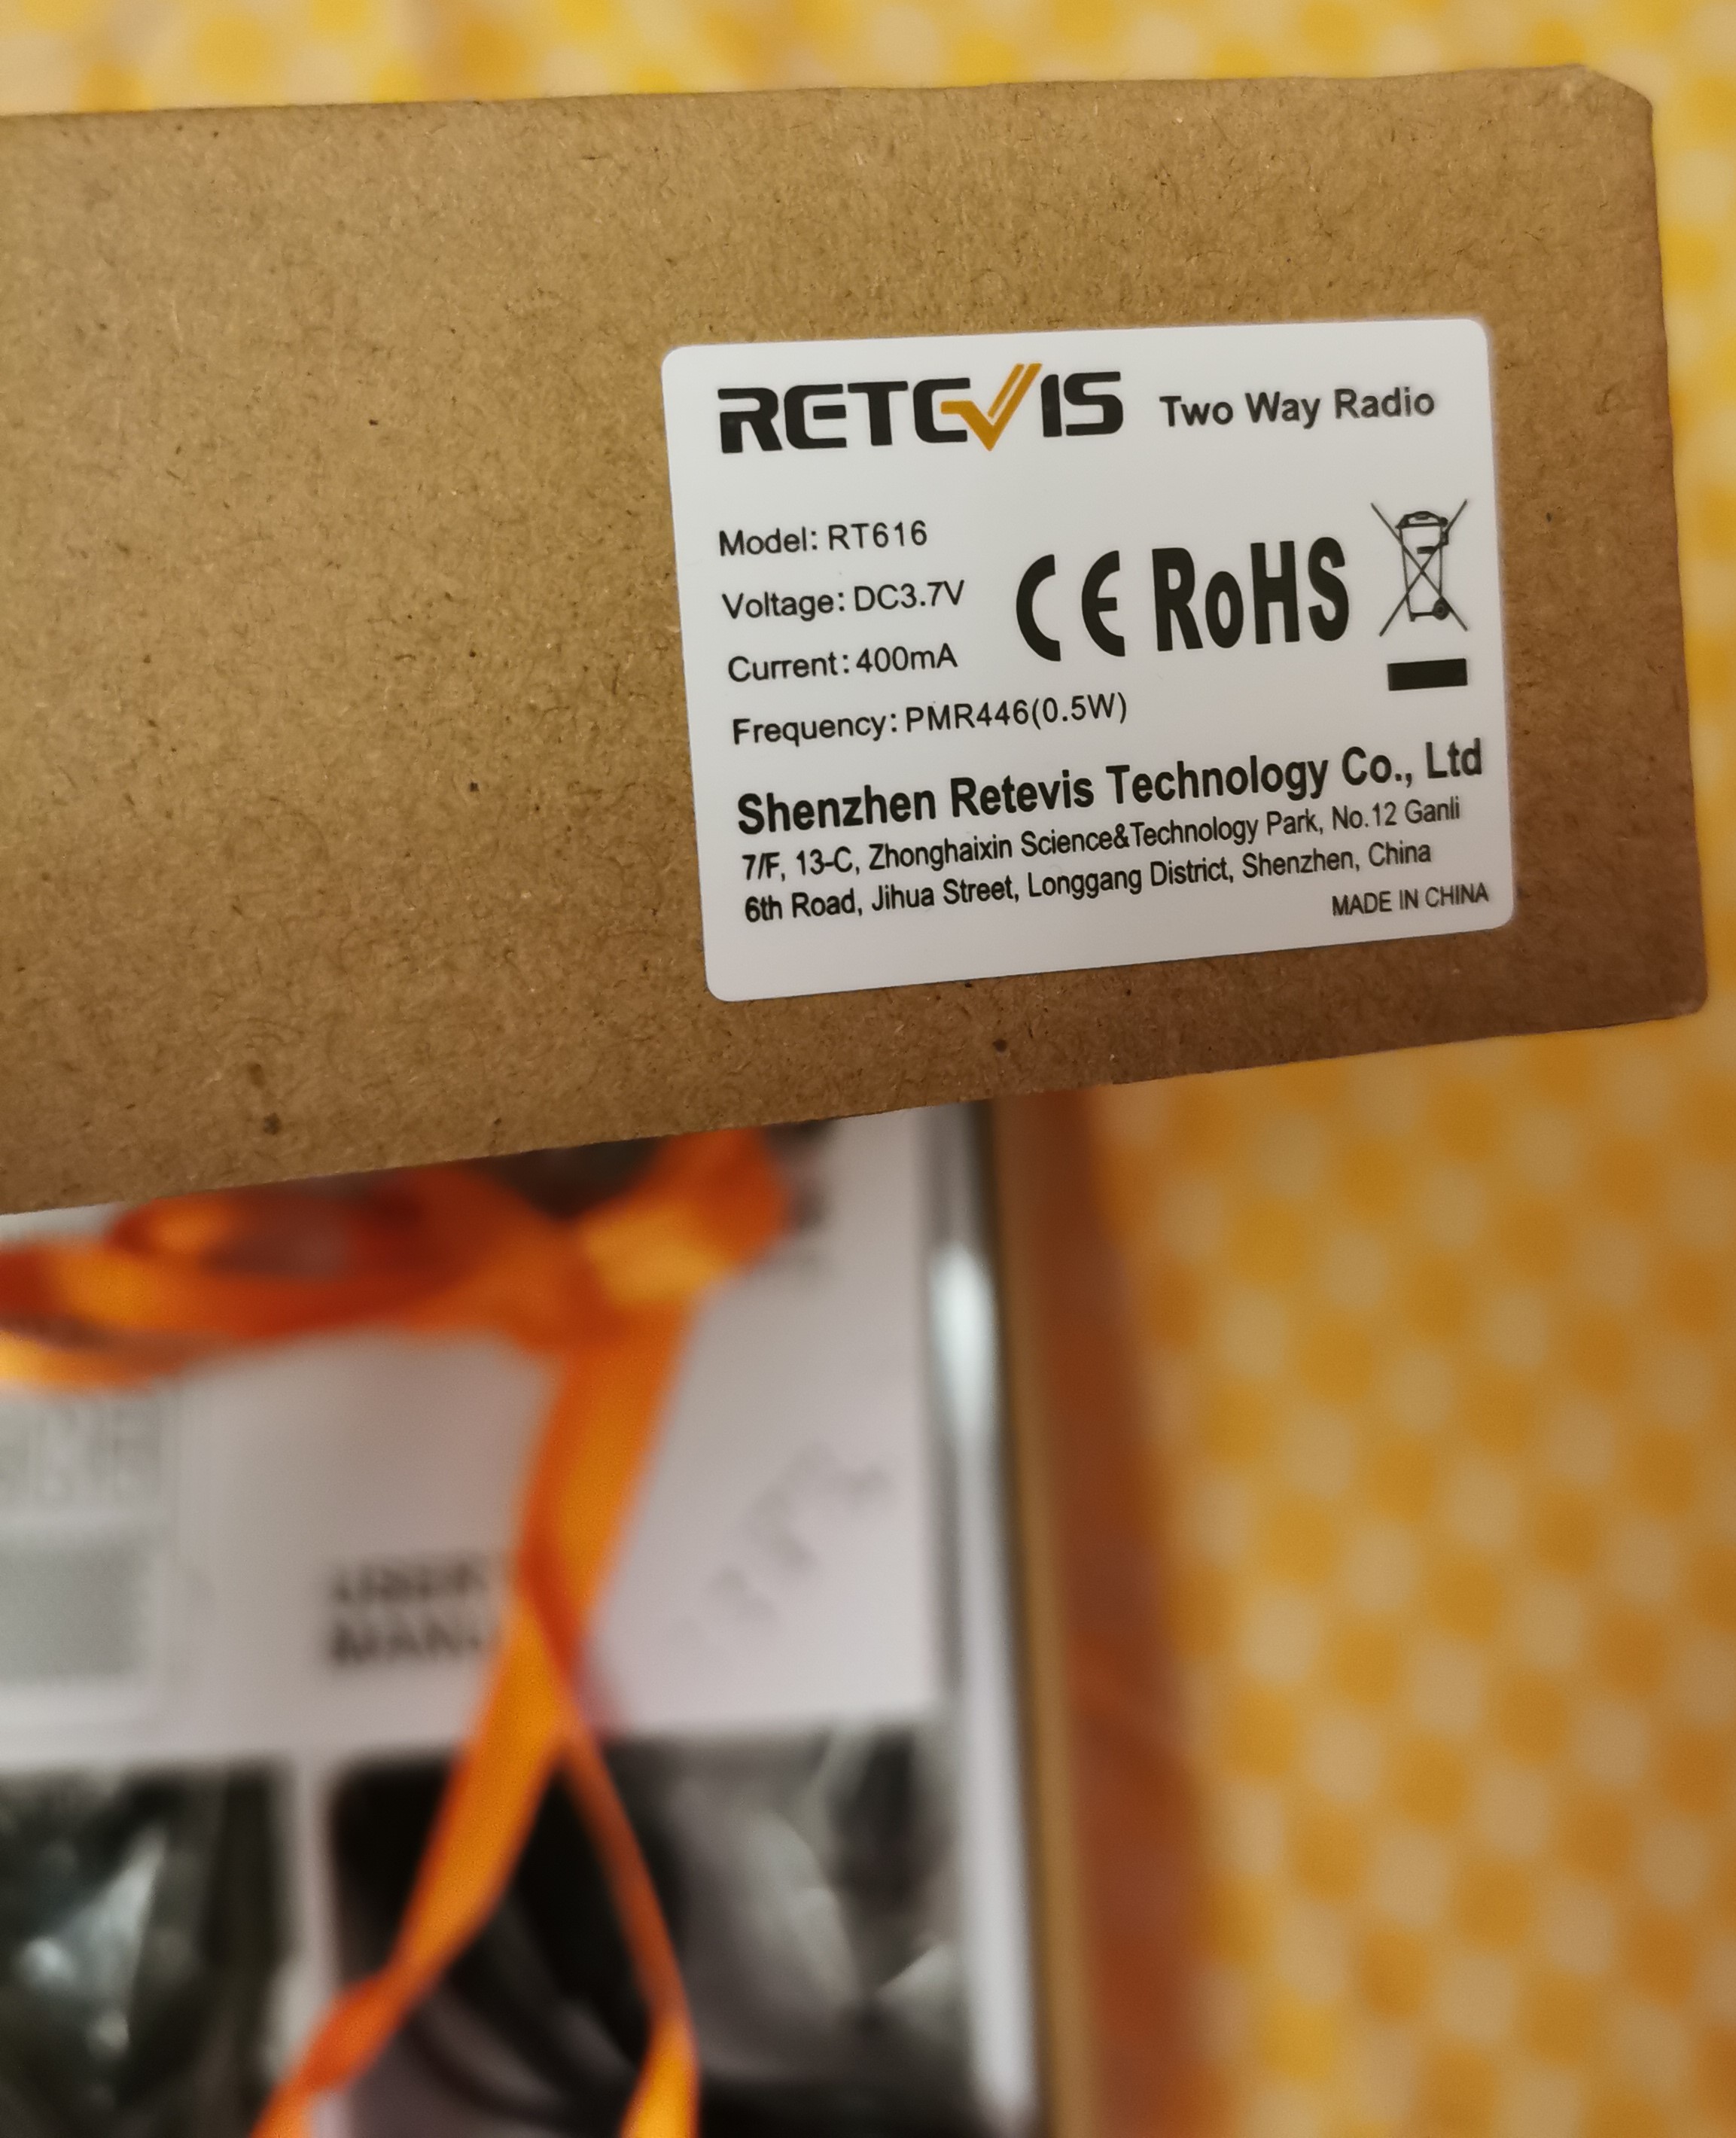 RETEVIS Two Way Radio
Model: RT616
Voltage: DC3.7V
Current: 400mA
CE RoHS
Frequency: PMR446(0.5W)
Shenzhen Retevis Technology Co., Ltd
7/F, 13-C, Zhonghaixin Science&Technology Park, No.12 Ganli
6th Road, Jihua Street, Longgang District, Shenzhen, China
MADE IN CHINA
USER